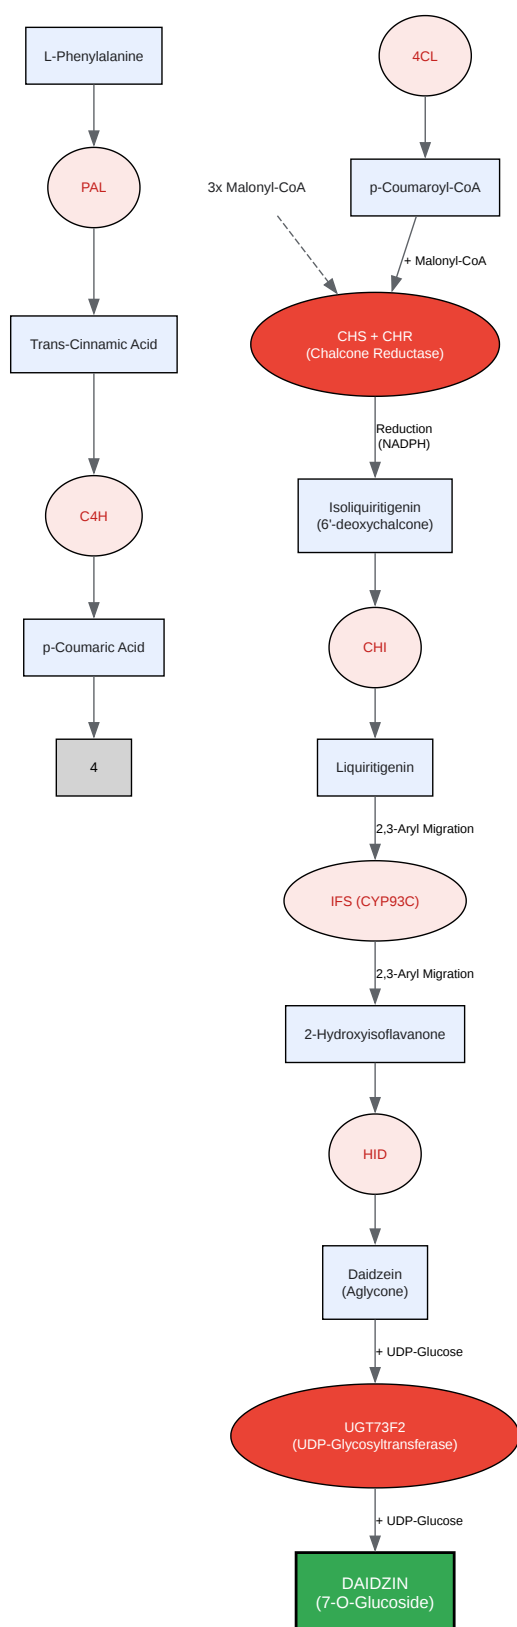 L-Phenylalanine
PAL
Trans-Cinnamic Acid
C4H
p-Coumaric Acid
4
4CL
3x Malonyl-CoA
p-Coumaroyl-CoA
+ Malonyl-CoA
CHS + CHR
(Chalcone Reductase)
Reduction
(NADPH)
Isoliquiritigenin
(6'-deoxychalcone)
CHI
Liquiritigenin
2,3-Aryl Migration
IFS (CYP93C)
2,3-Aryl Migration
2-Hydroxyisoflavanone
HID
Daidzein
(Aglycone)
+ UDP-Glucose
UGT73F2
(UDP-Glycosyltransferase)
+ UDP-Glucose
DAIDZIN
(7-O-Glucoside)